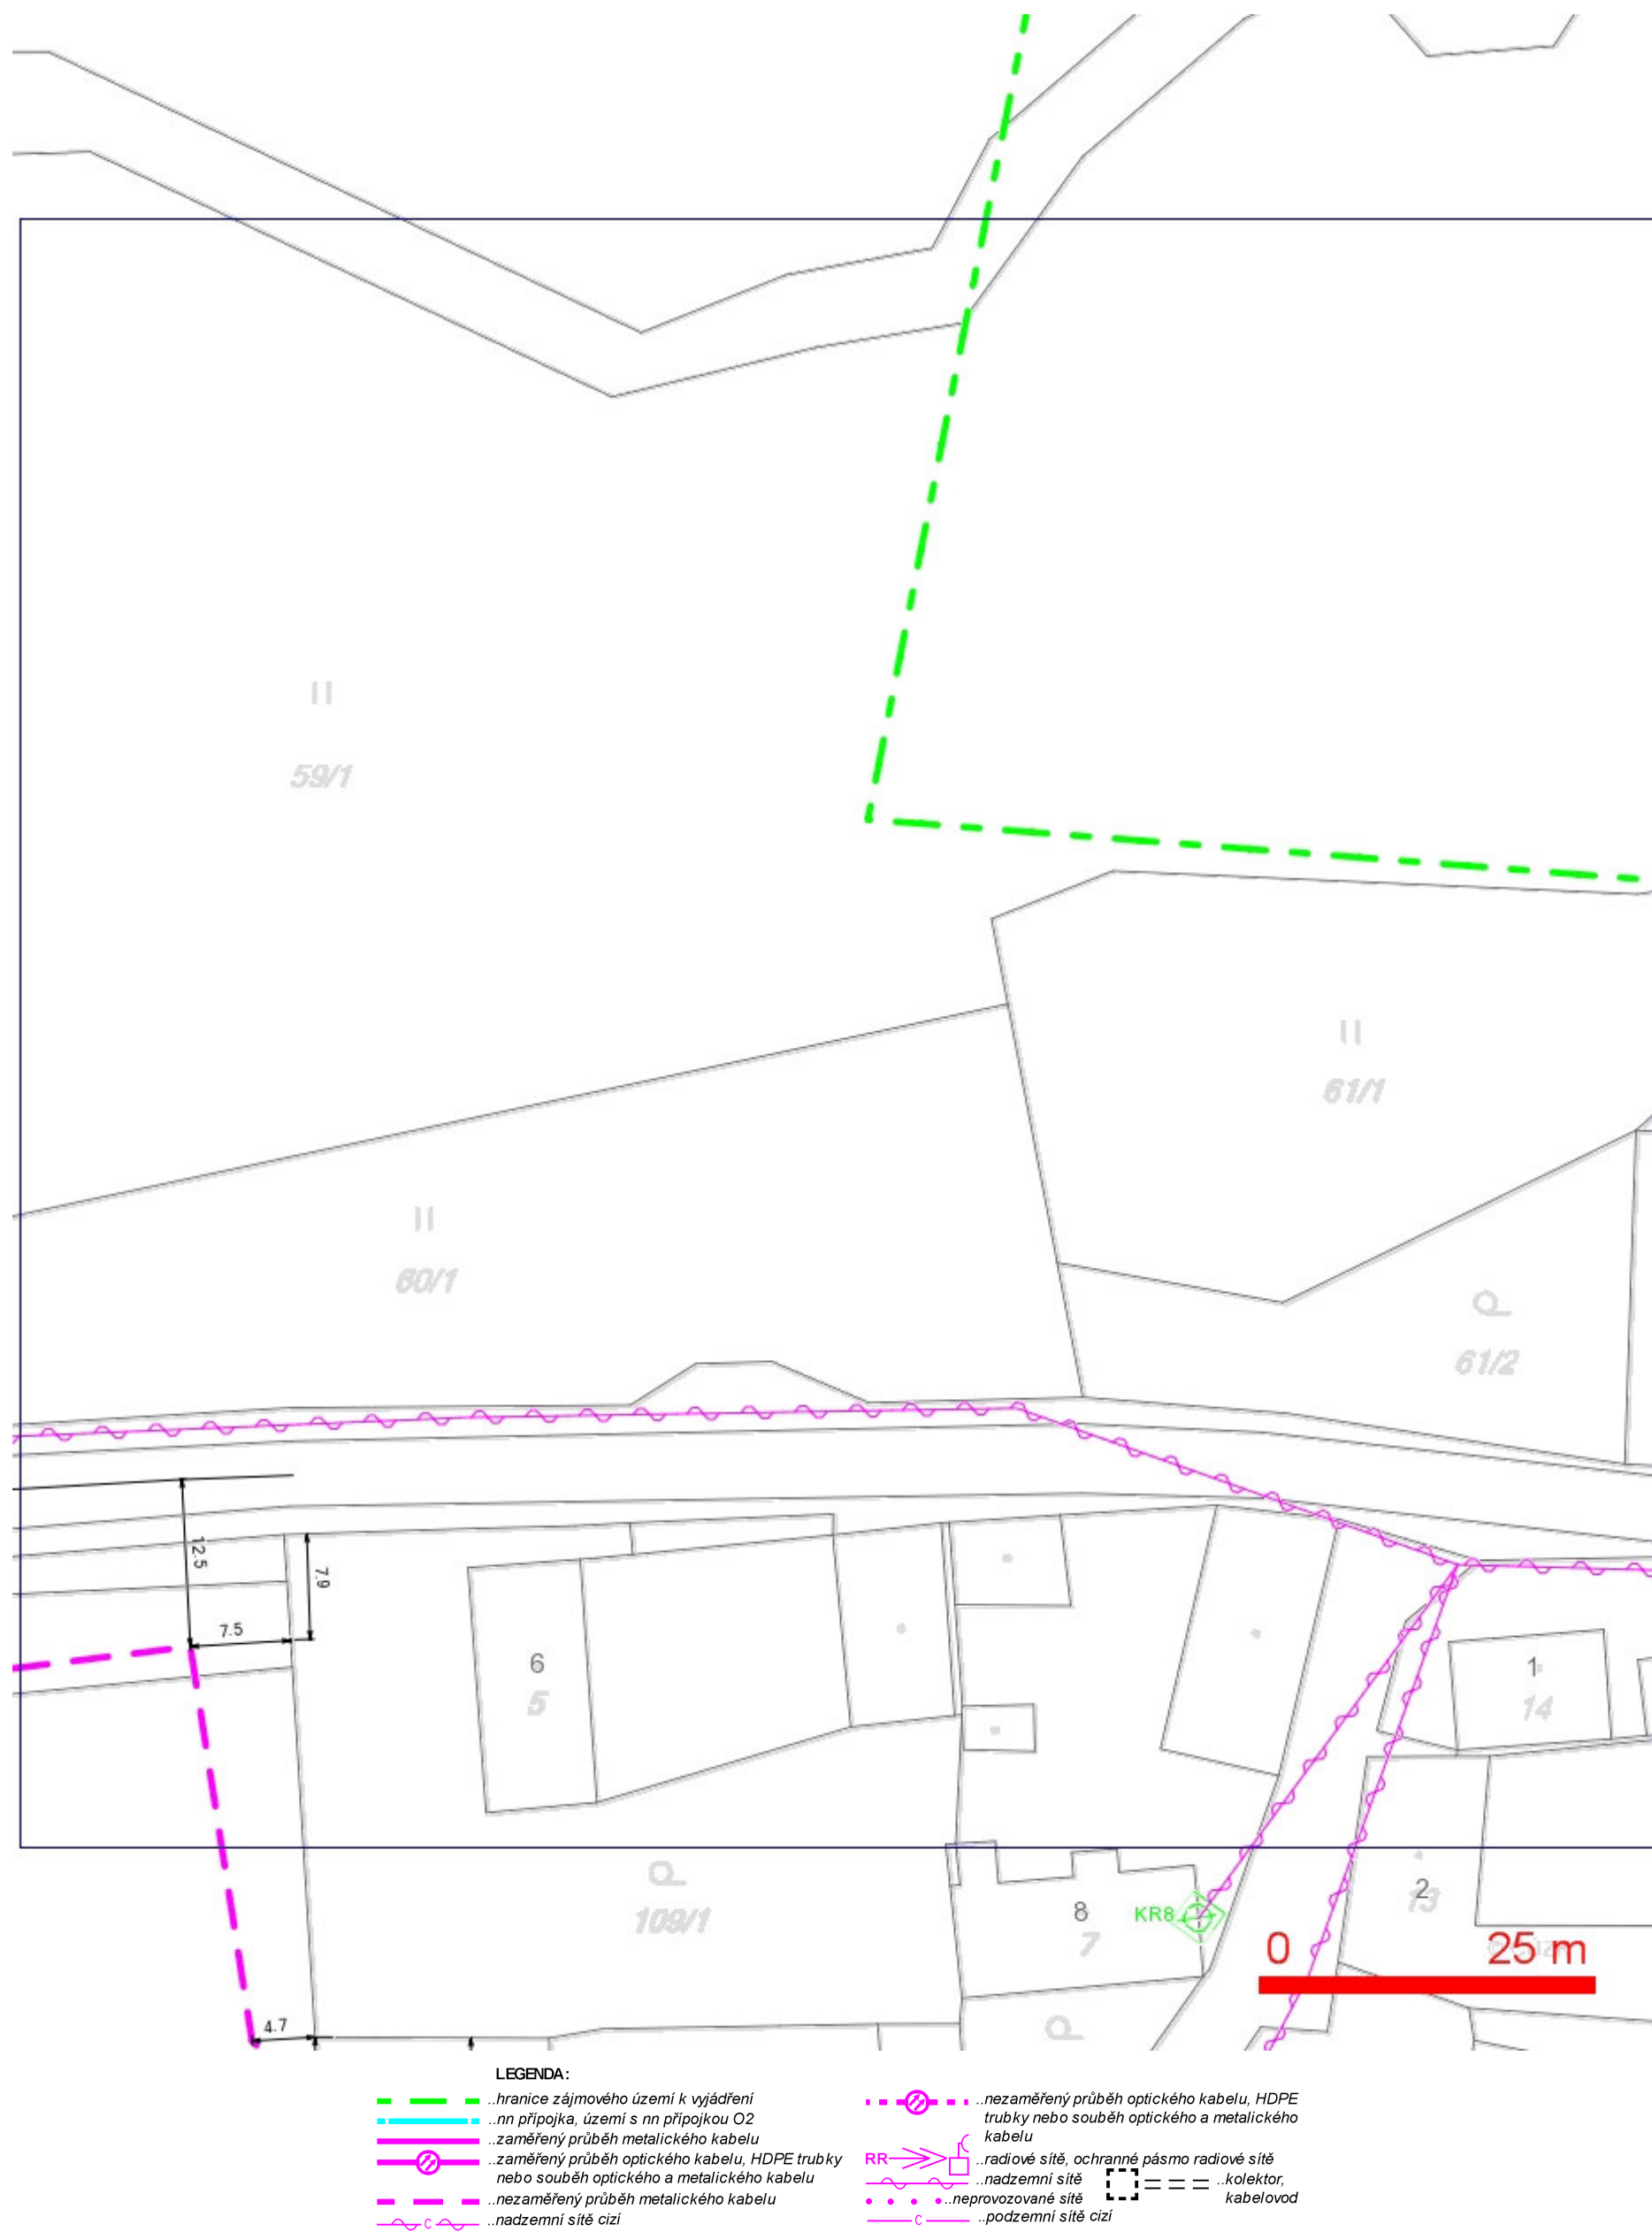 59/1
61/1
60/1
61/2
12.5
7.9
7.5
6
5
1
14
109/1
8
7
KR8
2
13
0 25 m
4.7
LEGENDA:
..hranice zájmového území k vyjádření
..nn přípojka, území s nn přípojkou O2
..zaměřený průběh metalického kabelu
..zaměřený průběh optického kabelu, HDPE trubky
nebo souběh optického a metalického kabelu
..nezaměřený průběh metalického kabelu
C ..nadzemní sítě cizí
..nezaměřený průběh optického kabelu, HDPE
trubky nebo souběh optického a metalického
kabelu
RR ..radiové sítě, ochranné pásmo radiové sítě
..nadzemní sítě
..kolektor,
kabelovod
..neprovozované sítě
C ..podzemní sítě cizí